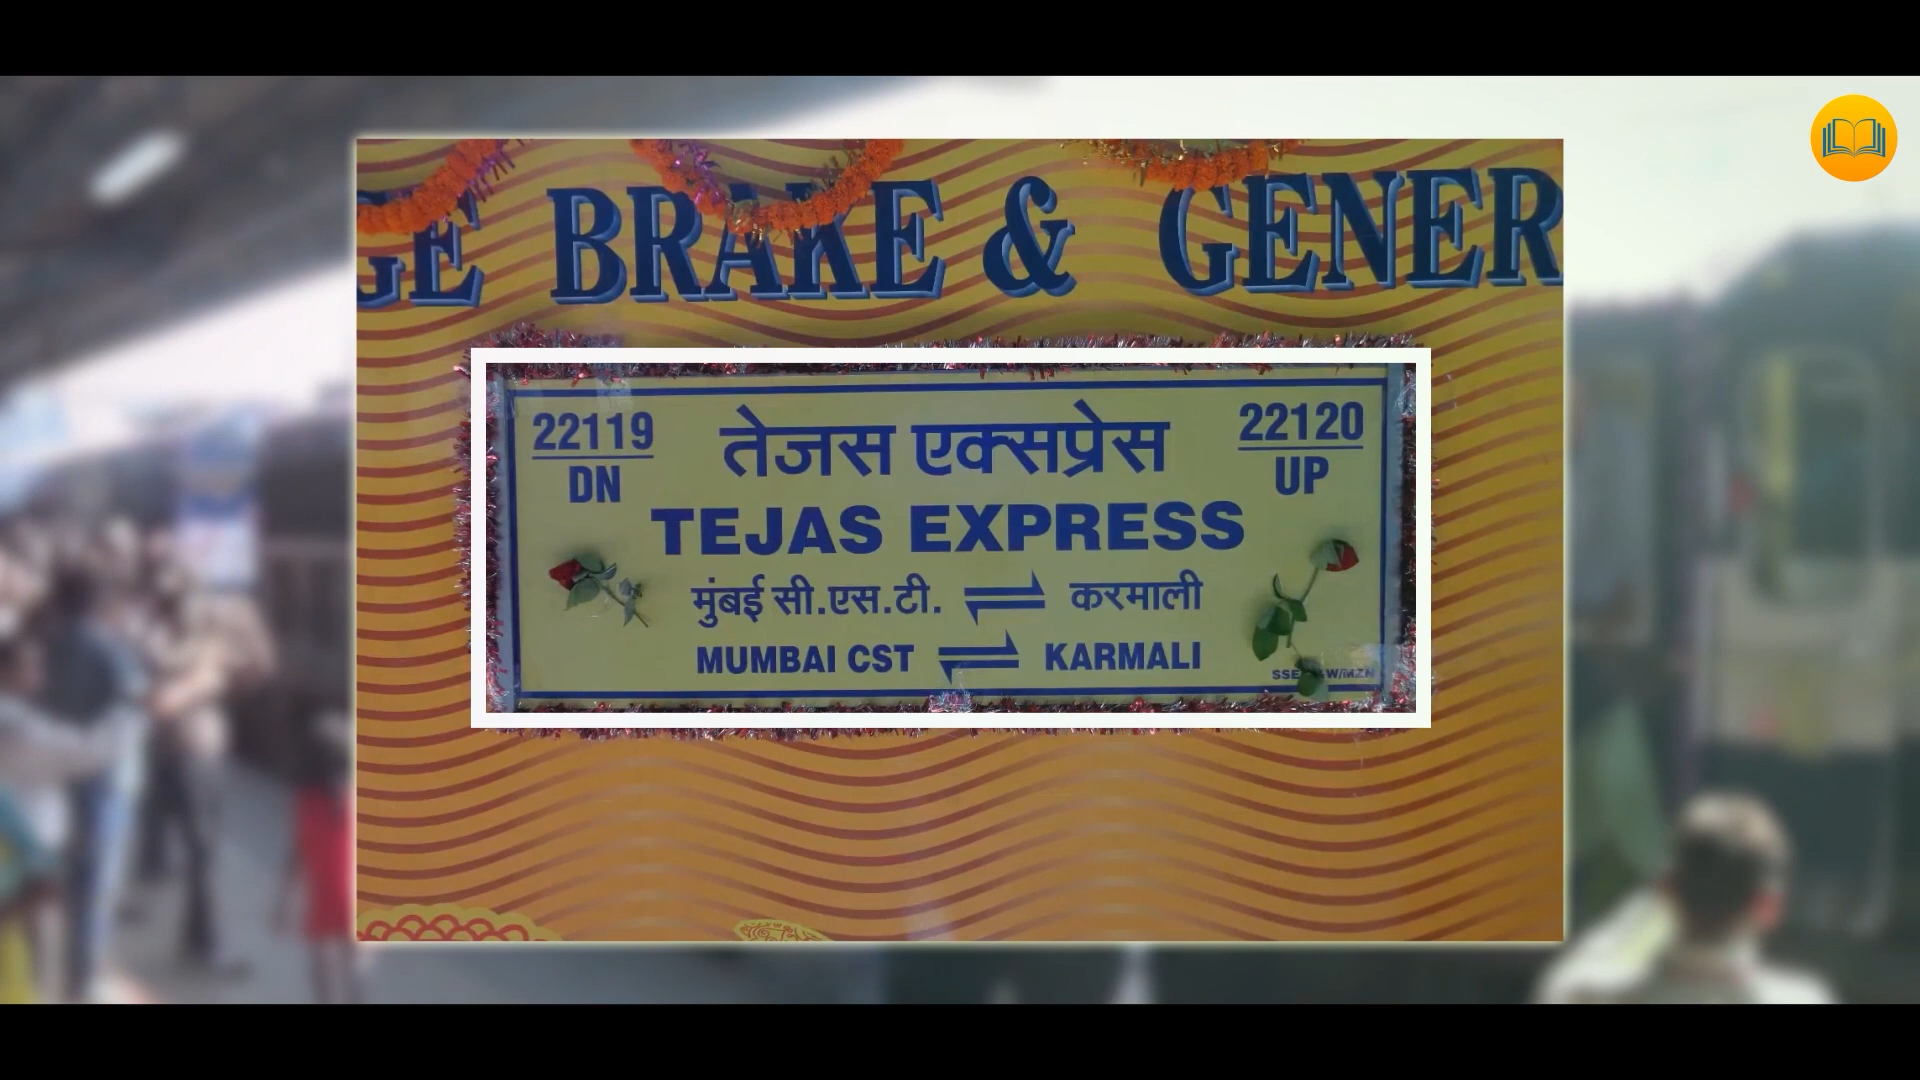 GE BRAKE & GENER
22119
DN
तेजस एक्सप्रेस
22120
UP
TEJAS EXPRESS
मुंबई सी.एस.टी. ⇌ करमाली
MUMBAI CST ⇌ KARMALI